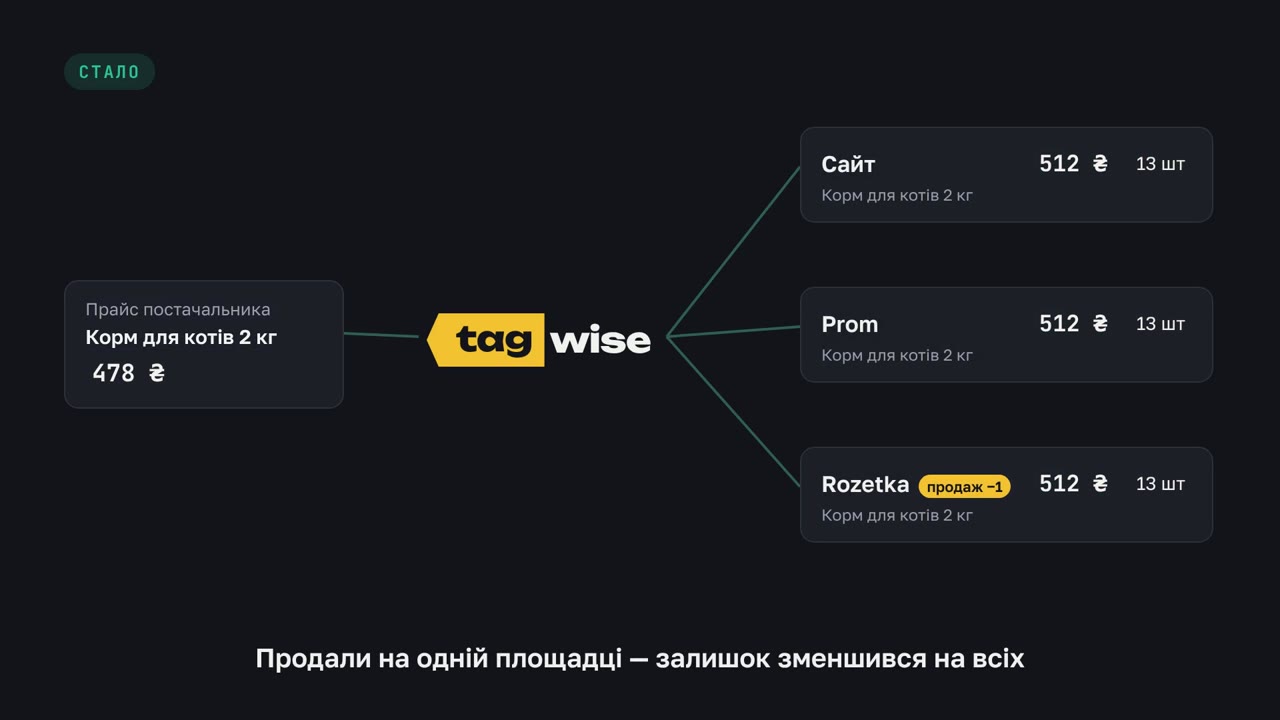 СТАЛО
Прайс постачальника
Корм для котів 2 кг
478 ₴
tag wise
Сайт 512 ₴ 13 шт
Корм для котів 2 кг
Prom 512 ₴ 13 шт
Корм для котів 2 кг
Rozetka продаж −1 512 ₴ 13 шт
Корм для котів 2 кг
Продали на одній площадці — залишок зменшився на всіх